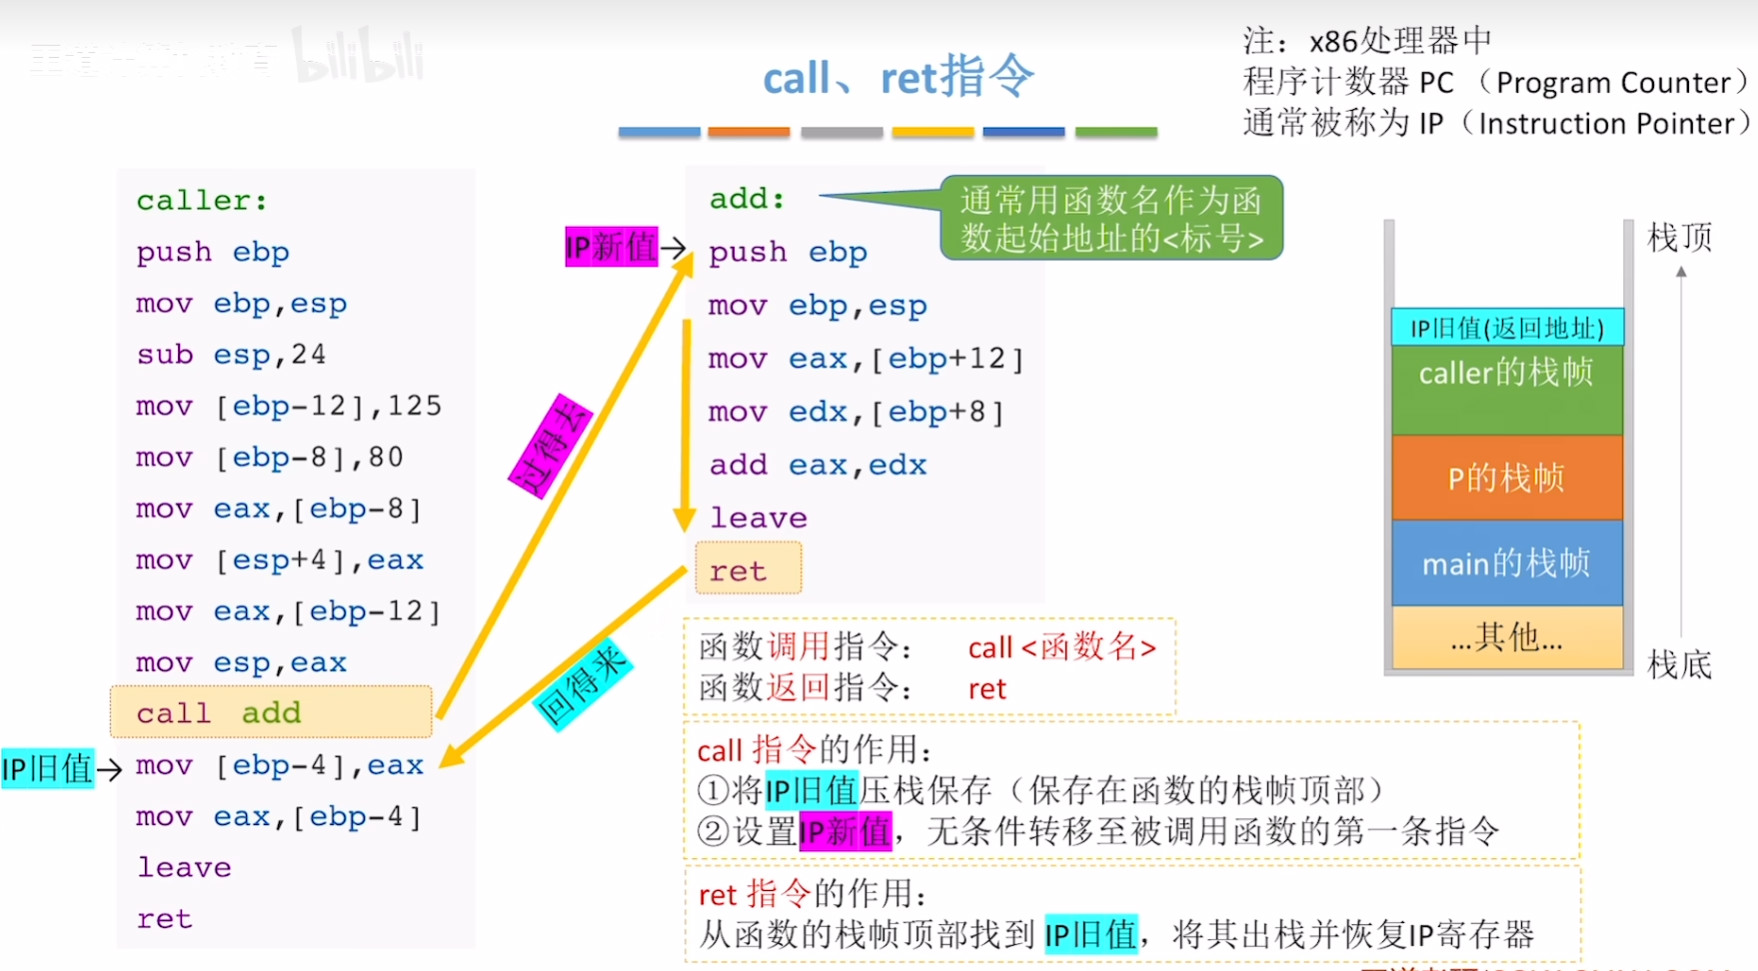 bilibili
call、ret指令
注：x86处理器中
程序计数器 PC （Program Counter）
通常被称为 IP（Instruction Pointer）
caller:
push ebp
mov ebp,esp
sub esp,24
mov [ebp-12],125
mov [ebp-8],80
mov eax,[ebp-8]
mov [esp+4],eax
mov eax,[ebp-12]
mov esp,eax
call add
IP旧值→ mov [ebp-4],eax
mov eax,[ebp-4]
leave
ret
过得去
回得来
add:
IP新值→ push ebp
mov ebp,esp
mov eax,[ebp+12]
mov edx,[ebp+8]
add eax,edx
leave
ret
通常用函数名作为函
数起始地址的<标号>
函数调用指令： call <函数名>
函数返回指令： ret
call 指令的作用：
①将IP旧值压栈保存（保存在函数的栈帧顶部）
②设置IP新值，无条件转移至被调用函数的第一条指令
ret 指令的作用：
从函数的栈帧顶部找到 IP旧值，将其出栈并恢复IP寄存器
栈顶
IP旧值(返回地址)
caller的栈帧
P的栈帧
main的栈帧
...其他...
栈底